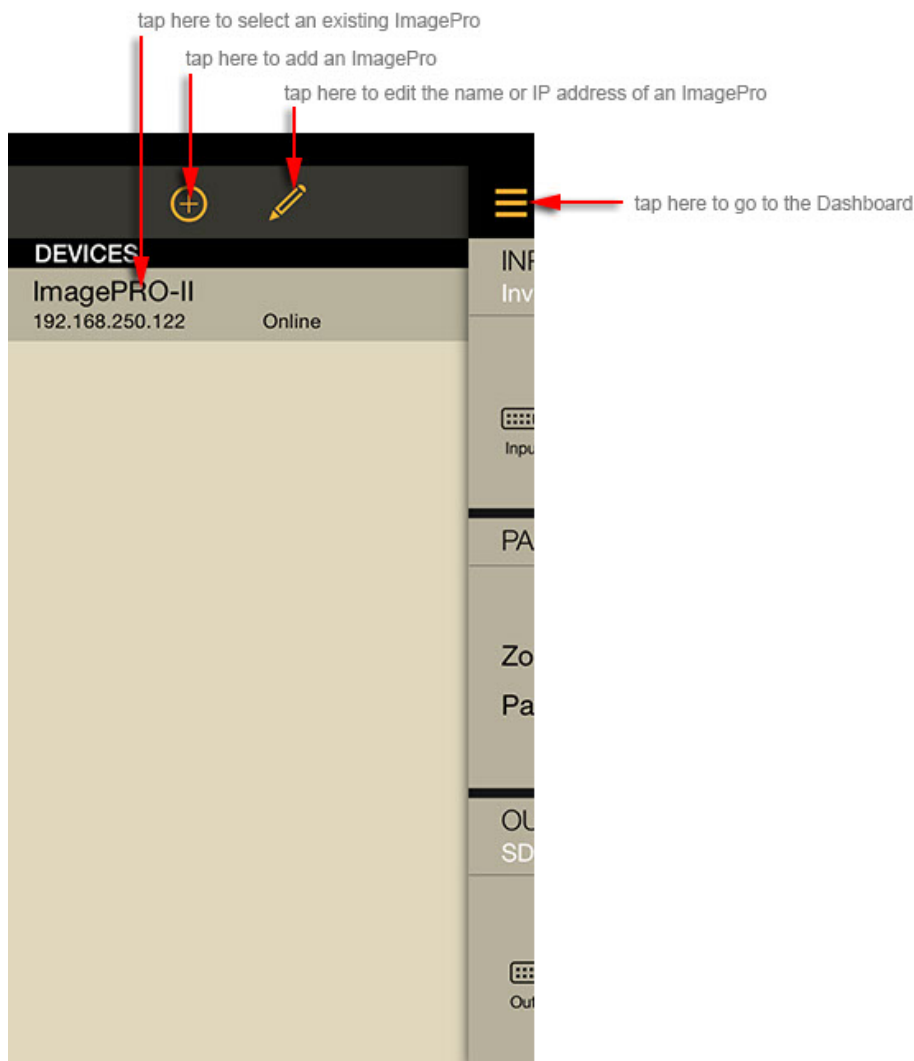 tap here to select an existing ImagePro
tap here to add an ImagePro
tap here to edit the name or IP address of an ImagePro
tap here to go to the Dashboard
DEVICES
ImagePRO-II
192.168.250.122 Online
INP
Inv
Inpu
PA
Zo
Pa
OU
SD
Out